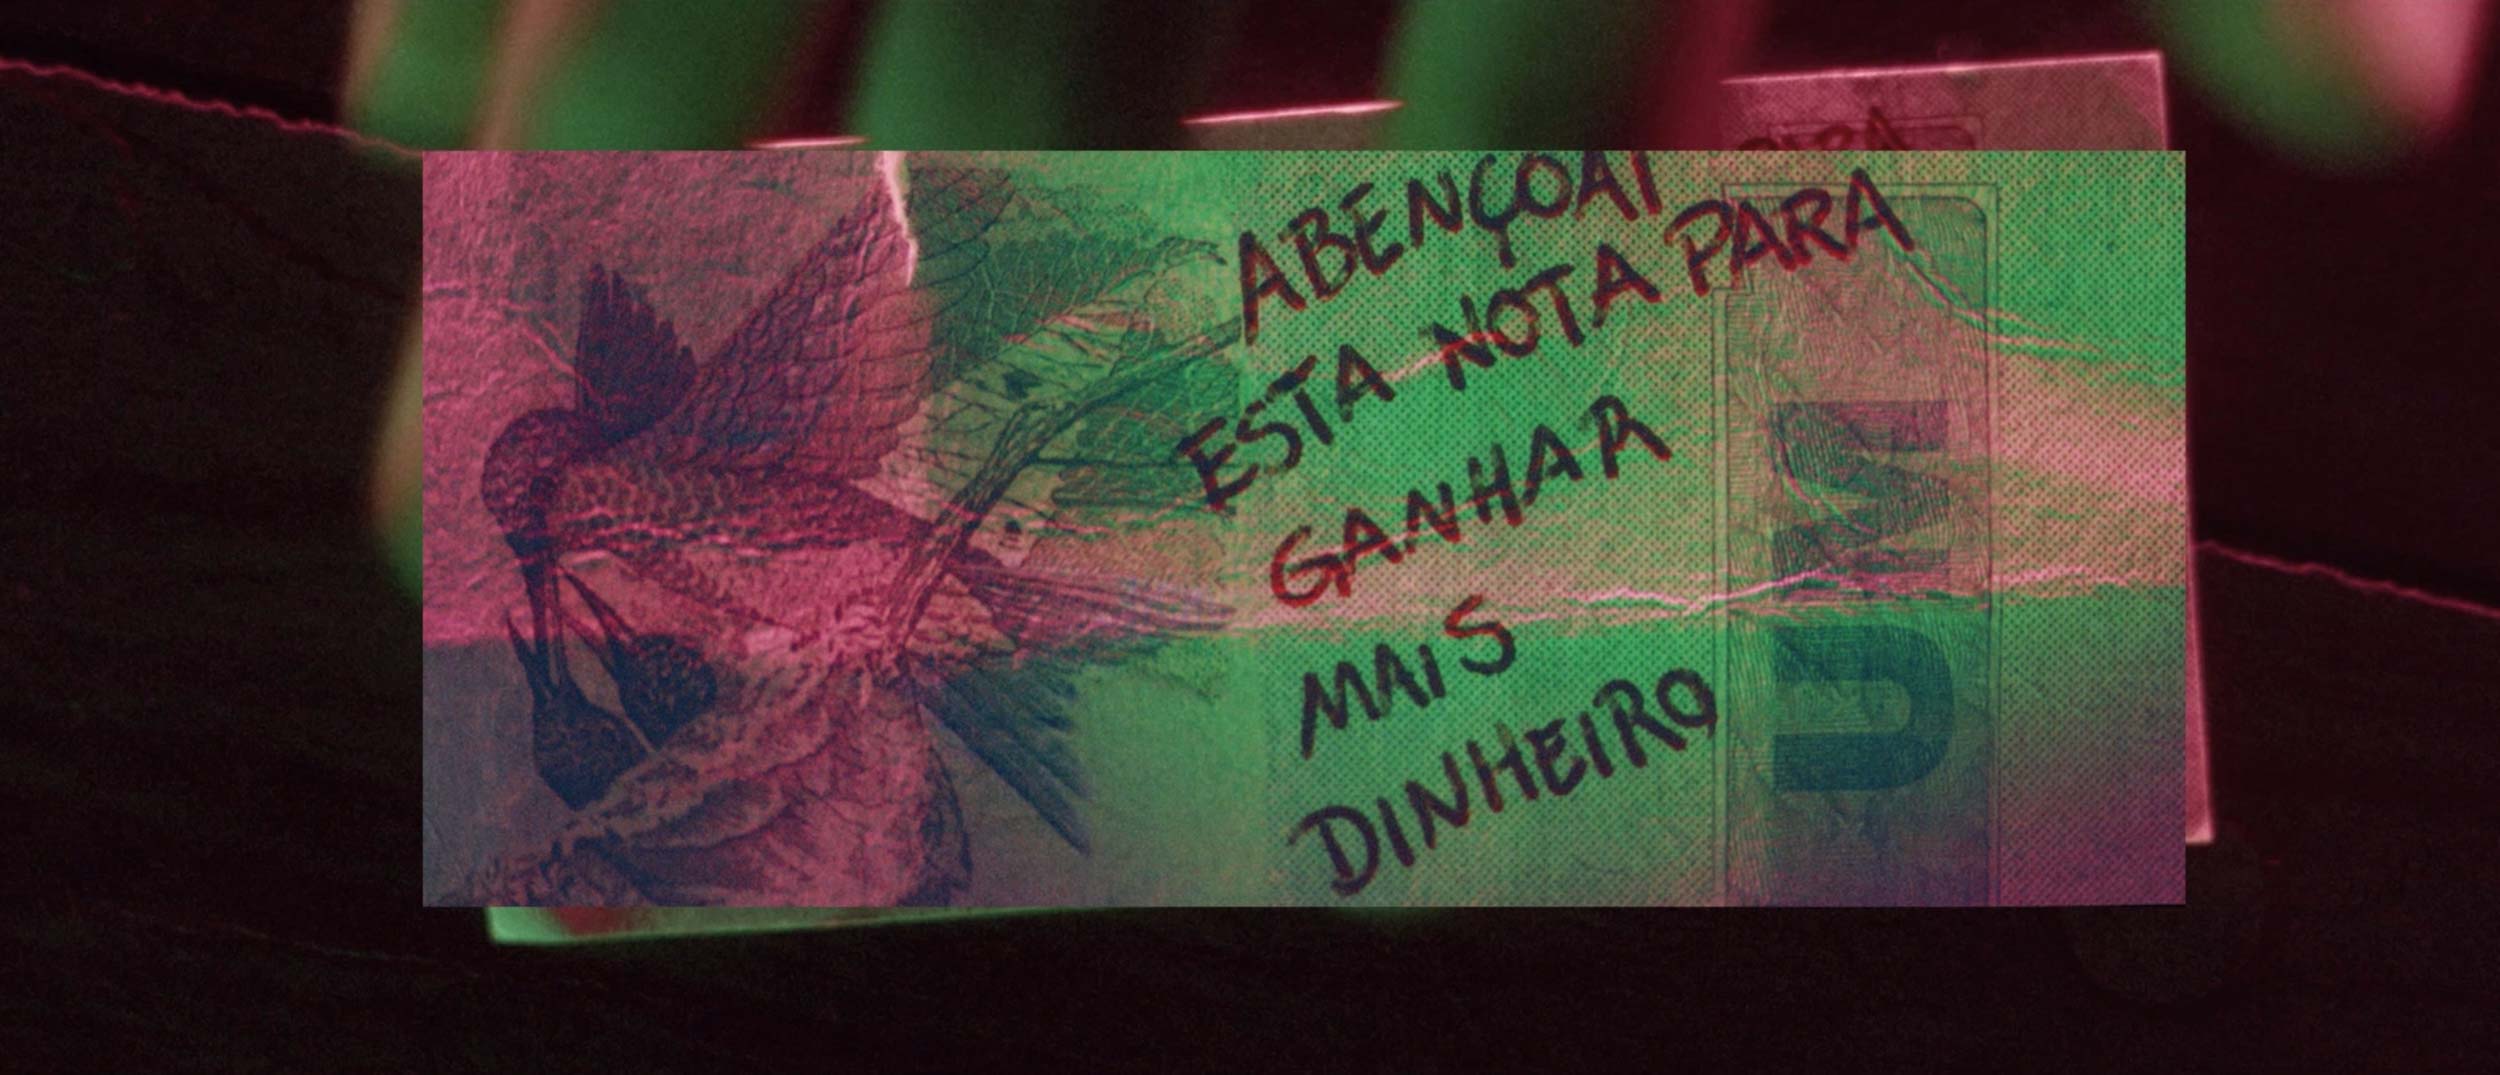 ABENÇOAI
ESTA NOTA PARA
GANHAR
MAIS
DINHEIRO